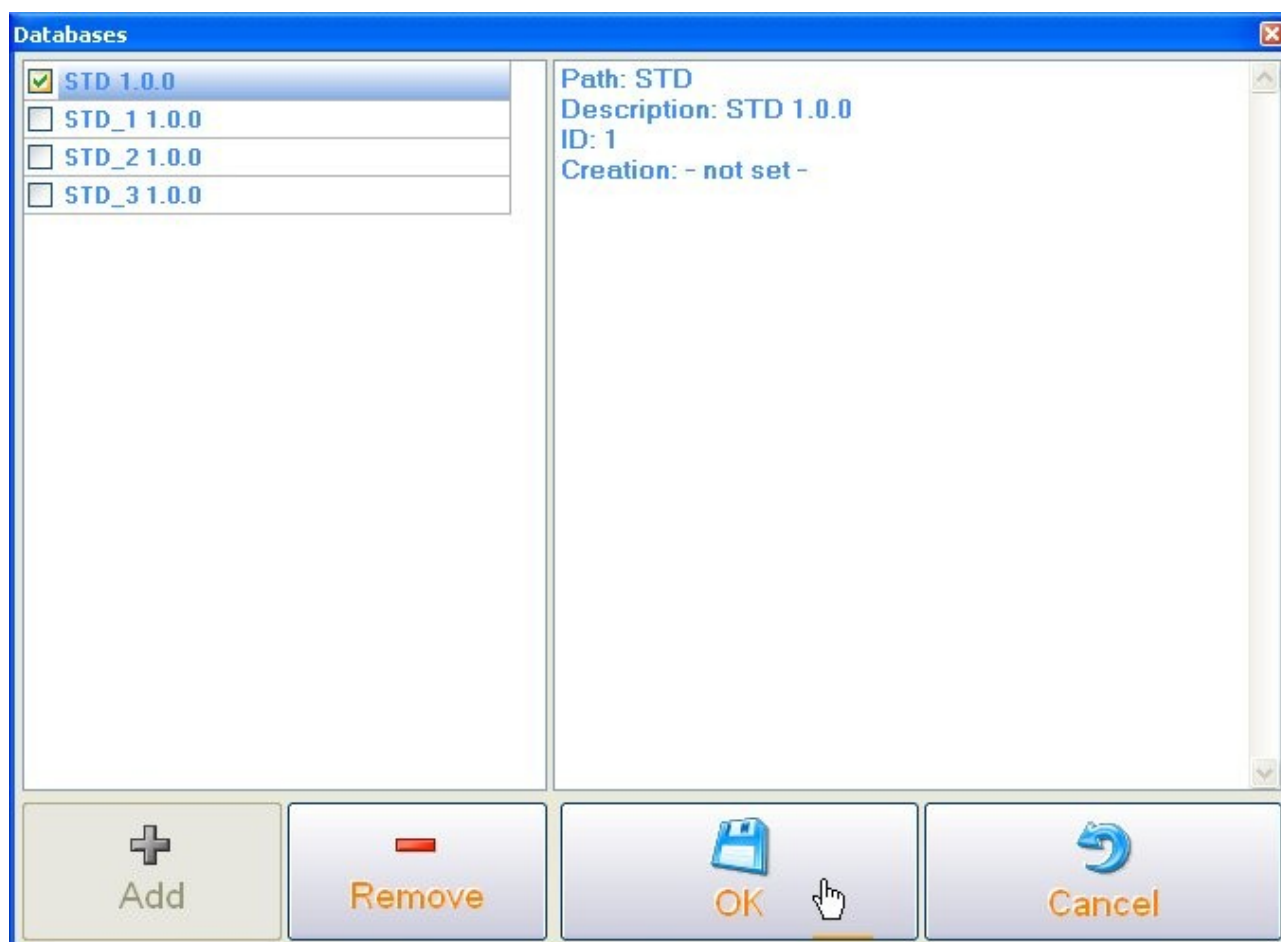 Databases
STD 1.0.0
STD_1 1.0.0
STD_2 1.0.0
STD_3 1.0.0
Path: STD
Description: STD 1.0.0
ID: 1
Creation: - not set -
Add
Remove
OK
Cancel